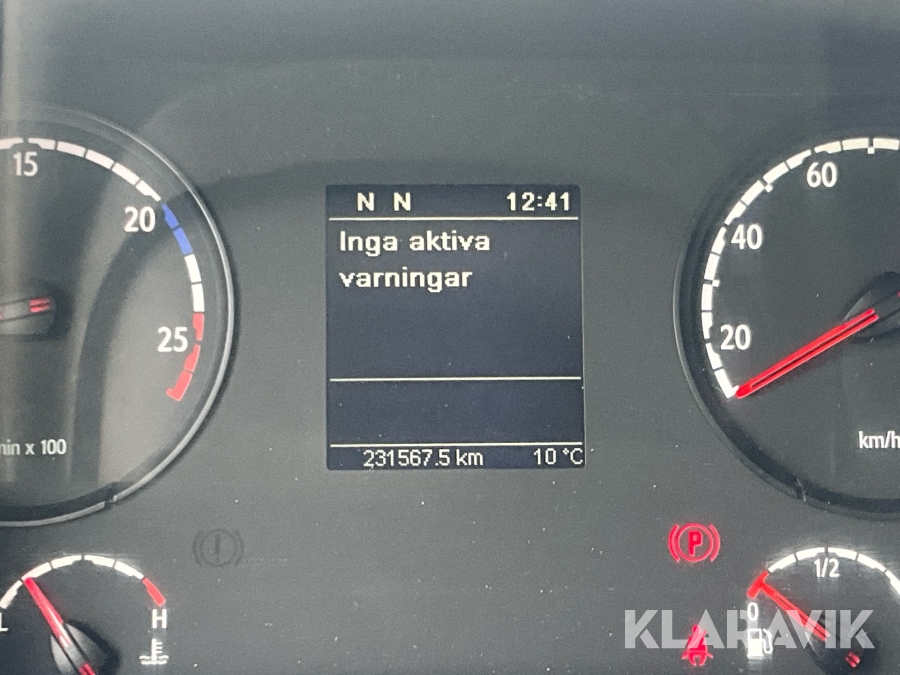 N N 12:41
Inga aktiva
varningar
231567.5 km 10 °C
15
20
25
min x 100
60
40
20
km/h
L H
P
1/2
0
KLARAVIK